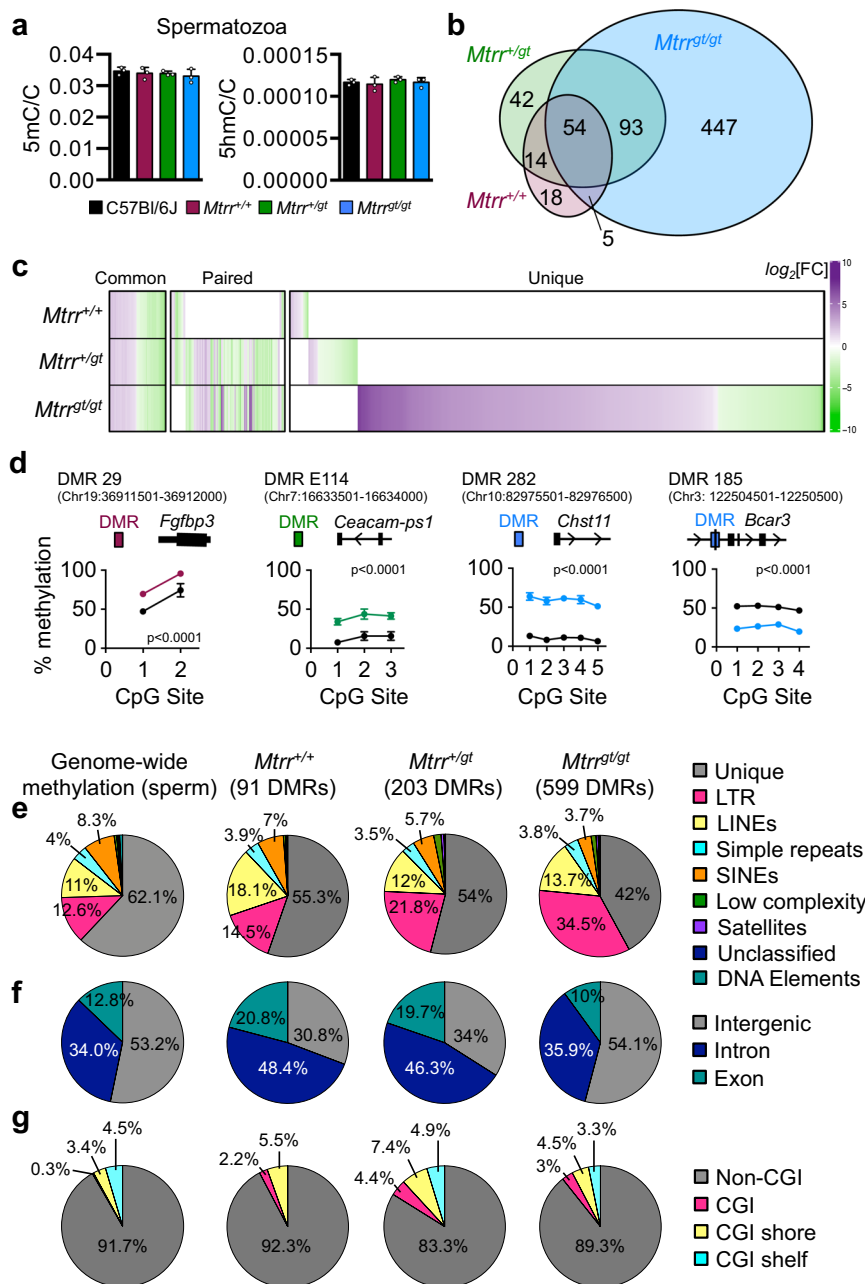 a
Spermatozoa
5mC/C
0.04
0.03
0.02
0.01
0.00
5hmC/C
0.00015
0.00010
0.00005
0.00000
C57Bl/6J
Mtrr+/+
Mtrr+/gt
Mtrrgt/gt
b
Mtrr+/gt
Mtrrgt/gt
42
54
93
447
14
18
Mtrr+/+
5
c
Common
Paired
Unique
log2[FC]
Mtrr+/+
Mtrr+/gt
Mtrrgt/gt
10
5
0
-5
-10
d
DMR 29
(Chr19:36911501-36912000)
DMR
Fgfbp3
% methylation
100
50
0
p<0.0001
0
1
2
CpG Site
DMR E114
(Chr7:16633501-16634000)
DMR
Ceacam-ps1
p<0.0001
100
50
0
0
1
2
3
CpG Site
DMR 282
(Chr10:82975501-82976500)
DMR
Chst11
p<0.0001
100
50
0
0
1
2
3
4
5
CpG Site
DMR 185
(Chr3: 122504501-12250500)
DMR
Bcar3
p<0.0001
100
50
0
0
1
2
3
4
CpG Site
Genome-wide
methylation (sperm)
Mtrr+/+
(91 DMRs)
Mtrr+/gt
(203 DMRs)
Mtrrgt/gt
(599 DMRs)
e
8.3%
4%
11%
12.6%
62.1%
7%
3.9%
18.1%
14.5%
55.3%
5.7%
3.5%
12%
21.8%
54%
3.7%
3.8%
13.7%
34.5%
42%
Unique
LTR
LINEs
Simple repeats
SINEs
Low complexity
Satellites
Unclassified
DNA Elements
f
12.8%
34.0%
53.2%
20.8%
30.8%
48.4%
19.7%
34%
46.3%
10%
35.9%
54.1%
Intergenic
Intron
Exon
g
4.5%
3.4%
0.3%
91.7%
5.5%
2.2%
92.3%
4.9%
7.4%
4.4%
83.3%
3.3%
4.5%
3%
89.3%
Non-CGI
CGI
CGI shore
CGI shelf